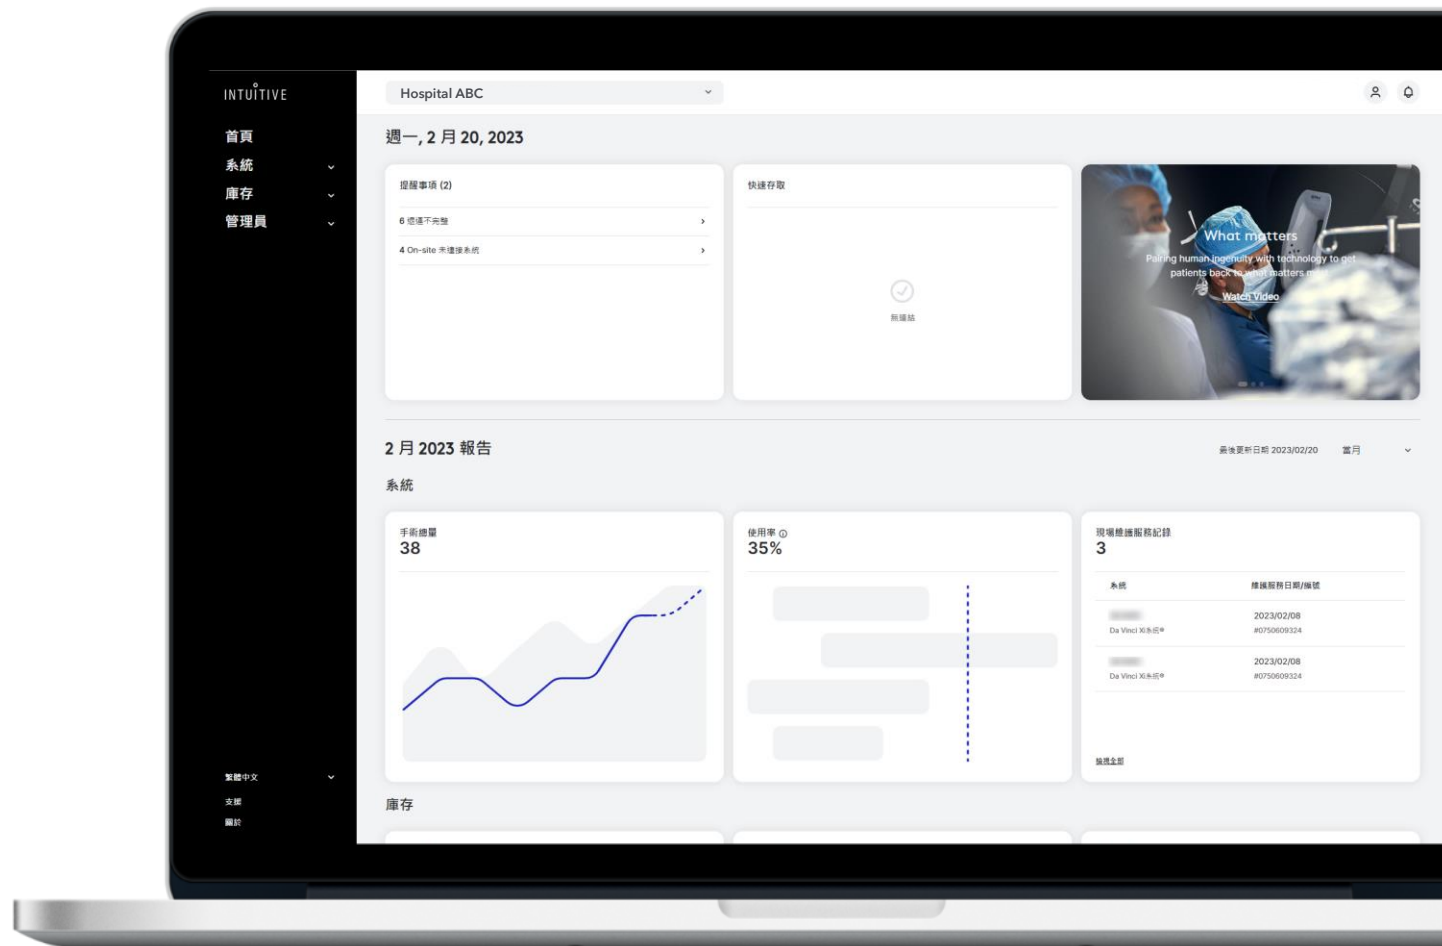 INTUITIVE
首頁
系統
庫存
管理員
繁體中文
支援
關於
Hospital ABC
週一, 2 月 20, 2023
提醒事項 (2)
6 退還不完整
4 On-site 未連接系統
快速存取
無連結
What matters
Pairing human ingenuity with technology to get
patients back to what matters most
Watch Video
2 月 2023 報告
最後更新日期 2023/02/20
當月
系統
手術總量
38
使用率
35%
現場維護服務記錄
3
系統 維護服務日期/編號
2023/02/08
Da Vinci Xi系統® #0750609324
2023/02/08
Da Vinci Xi系統® #0750609324
檢視全部
庫存